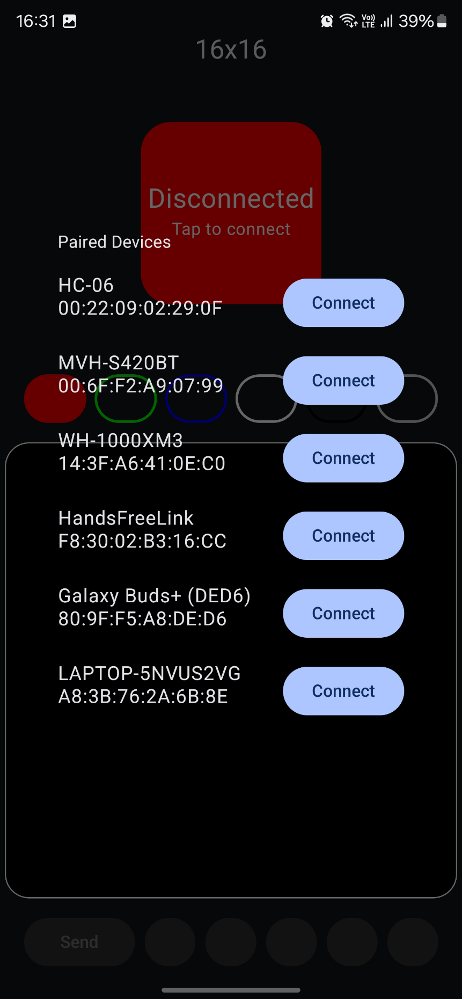 16:31
Vo))
LTE
39%
16x16
Disconnected
Tap to connect
Paired Devices
HC-06
00:22:09:02:29:0F
Connect
MVH-S420BT
00:6F:F2:A9:07:99
Connect
WH-1000XM3
14:3F:A6:41:0E:C0
Connect
HandsFreeLink
F8:30:02:B3:16:CC
Connect
Galaxy Buds+ (DED6)
80:9F:F5:A8:DE:D6
Connect
LAPTOP-5NVUS2VG
A8:3B:76:2A:6B:8E
Connect
Send